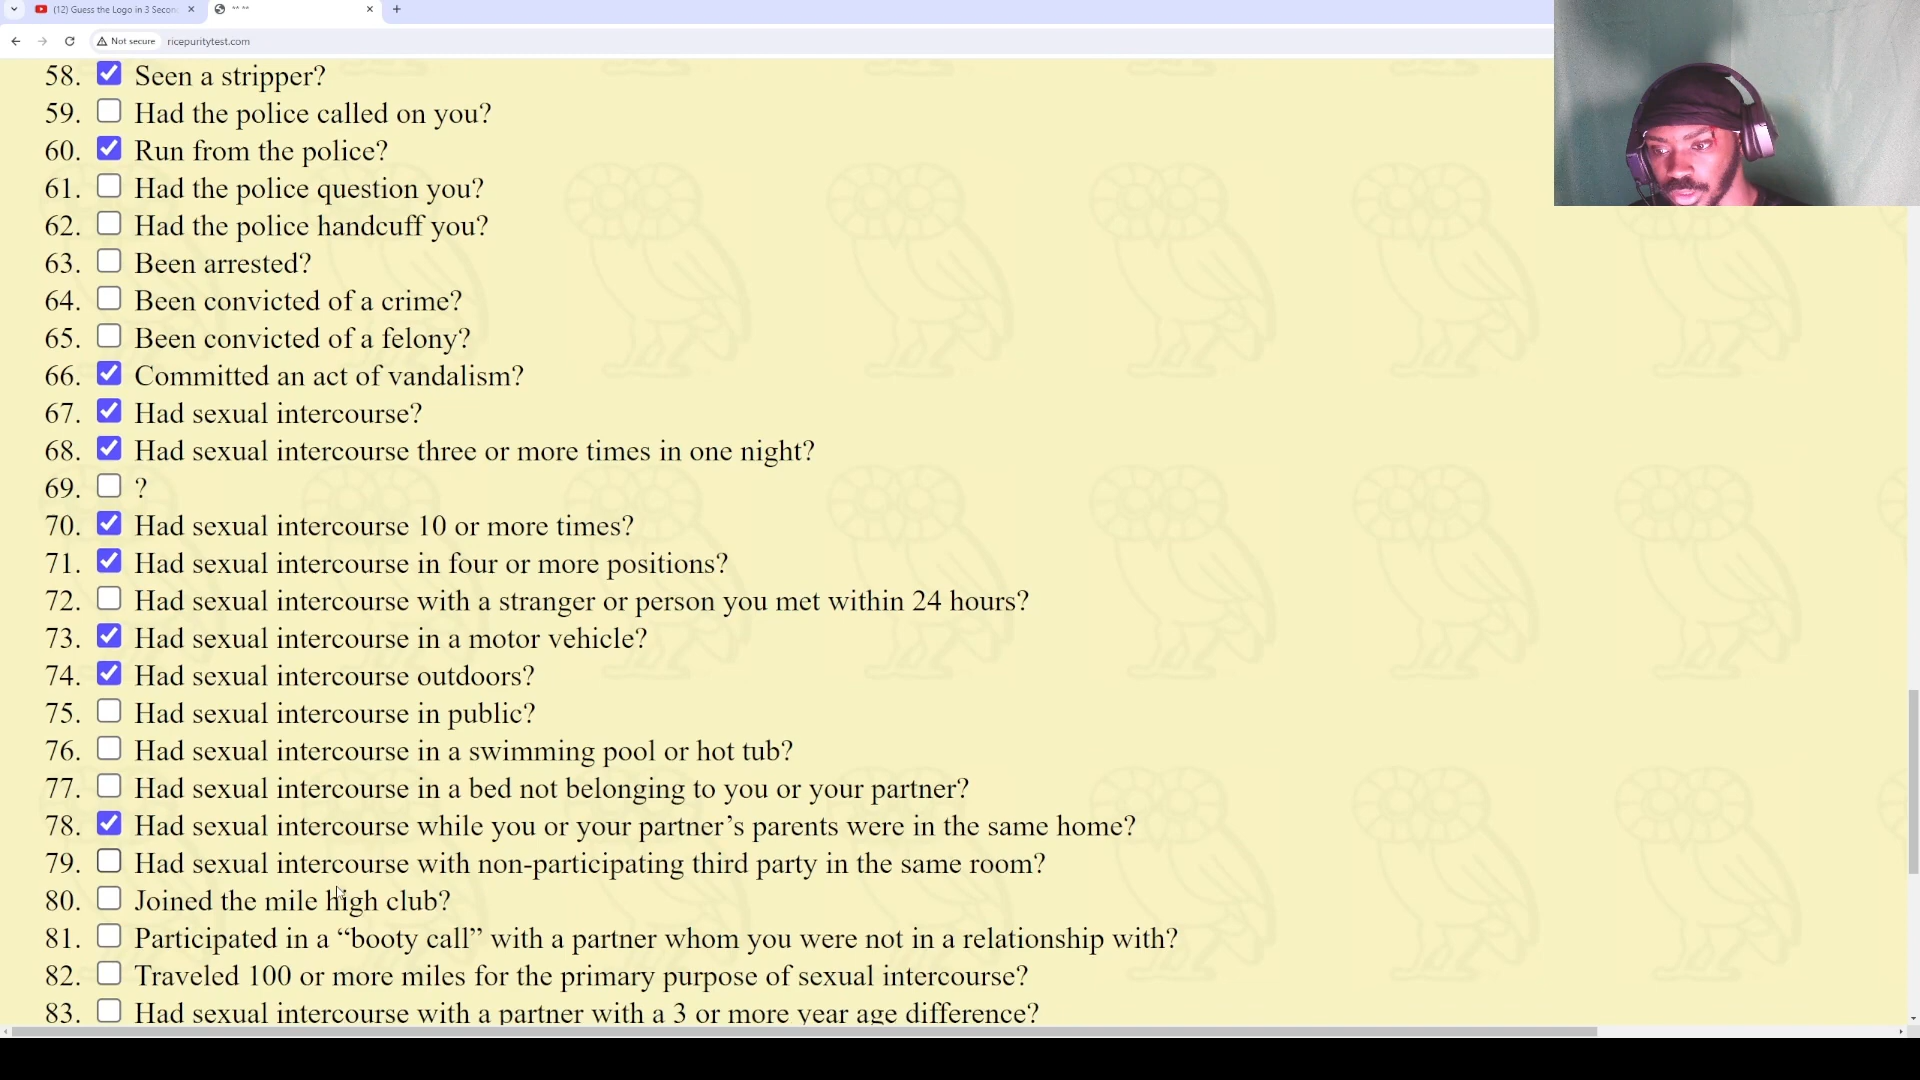 (12) Guess the Logo in 3 Secon
** **
Not secure
ricepuritytest.com
58. Seen a stripper?
59. Had the police called on you?
60. Run from the police?
61. Had the police question you?
62. Had the police handcuff you?
63. Been arrested?
64. Been convicted of a crime?
65. Been convicted of a felony?
66. Committed an act of vandalism?
67. Had sexual intercourse?
68. Had sexual intercourse three or more times in one night?
69. ?
70. Had sexual intercourse 10 or more times?
71. Had sexual intercourse in four or more positions?
72. Had sexual intercourse with a stranger or person you met within 24 hours?
73. Had sexual intercourse in a motor vehicle?
74. Had sexual intercourse outdoors?
75. Had sexual intercourse in public?
76. Had sexual intercourse in a swimming pool or hot tub?
77. Had sexual intercourse in a bed not belonging to you or your partner?
78. Had sexual intercourse while you or your partner’s parents were in the same home?
79. Had sexual intercourse with non-participating third party in the same room?
80. Joined the mile high club?
81. Participated in a “booty call” with a partner whom you were not in a relationship with?
82. Traveled 100 or more miles for the primary purpose of sexual intercourse?
83. Had sexual intercourse with a partner with a 3 or more year age difference?